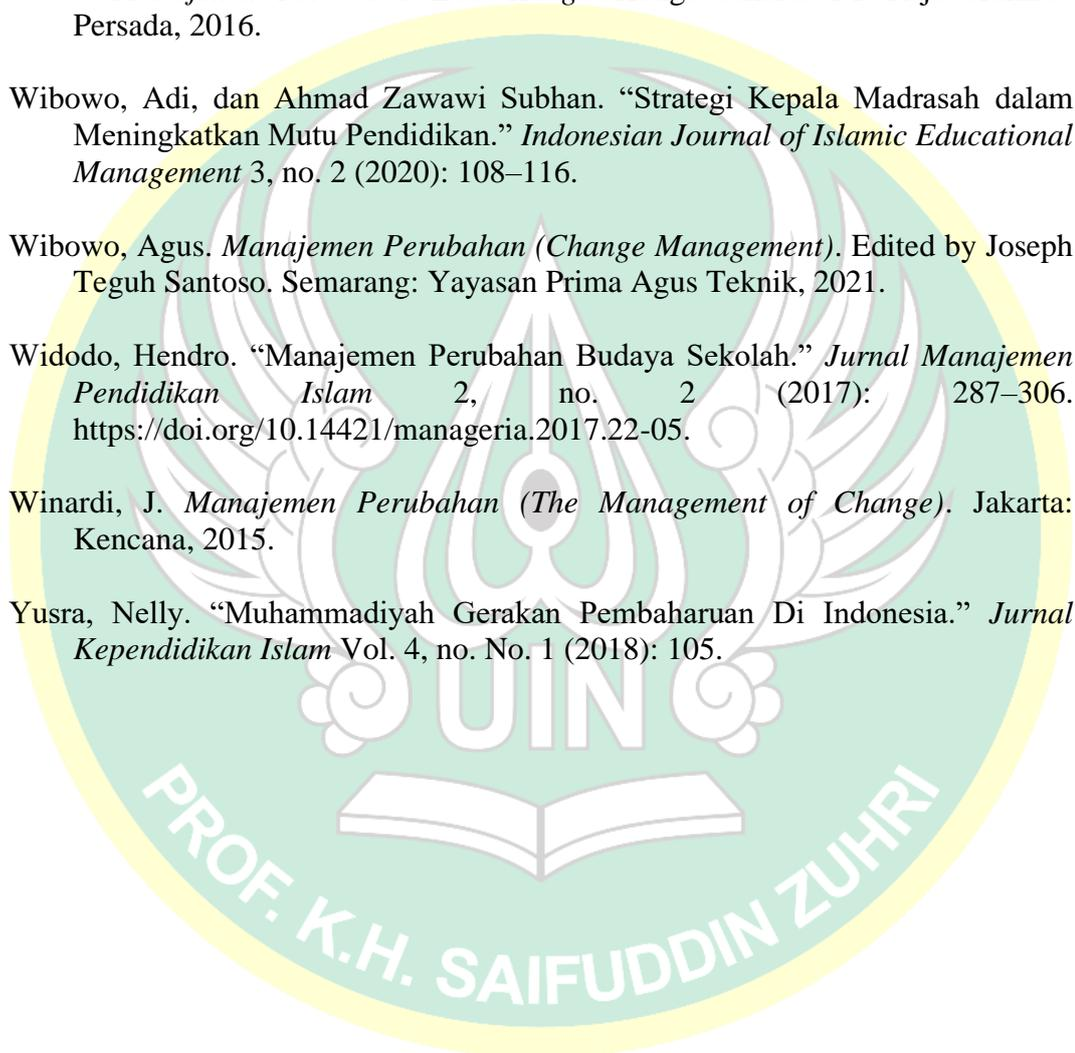 Persada, 2016.
Wibowo, Adi, dan Ahmad Zawawi Subhan. “Strategi Kepala Madrasah dalam
Meningkatkan Mutu Pendidikan.” Indonesian Journal of Islamic Educational
Management 3, no. 2 (2020): 108–116.
Wibowo, Agus. Manajemen Perubahan (Change Management). Edited by Joseph
Teguh Santoso. Semarang: Yayasan Prima Agus Teknik, 2021.
Widodo, Hendro. “Manajemen Perubahan Budaya Sekolah.” Jurnal Manajemen
Pendidikan Islam 2, no. 2 (2017): 287–306.
https://doi.org/10.14421/manageria.2017.22-05.
Winardi, J. Manajemen Perubahan (The Management of Change). Jakarta:
Kencana, 2015.
Yusra, Nelly. “Muhammadiyah Gerakan Pembaharuan Di Indonesia.” Jurnal
Kependidikan Islam Vol. 4, no. No. 1 (2018): 105.
UIN
PROF. K.H. SAIFUDDIN ZUHRI